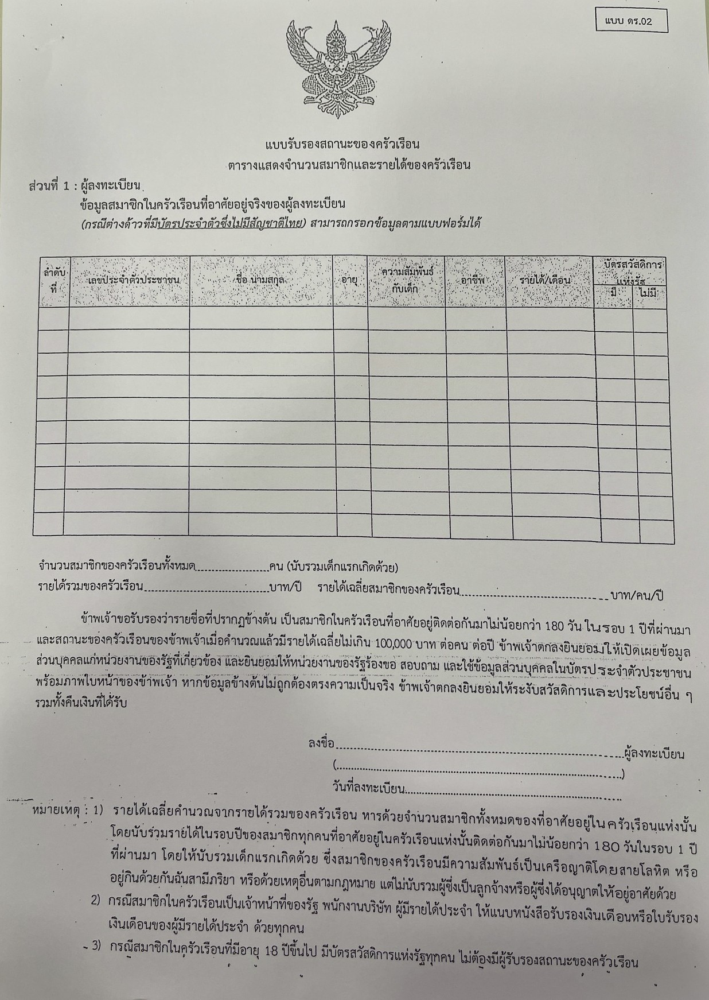 แบบ ดร.02
แบบรับรองสถานะของครัวเรือน
ตารางแสดงจำนวนสมาชิกและรายได้ของครัวเรือน
ส่วนที่ 1 : ผู้ลงทะเบียน
ข้อมูลสมาชิกในครัวเรือนที่อาศัยอยู่จริงของผู้ลงทะเบียน
(กรณีต่างด้าวที่มีบัตรประจำตัวซึ่งไม่มีสัญชาติไทย) สามารถกรอกข้อมูลตามแบบฟอร์มได้
ลำดับที่ เลขประจำตัวประชาชน ชื่อ นามสกุล อายุ ความสัมพันธ์กับเด็ก อาชีพ รายได้/เดือน บัตรสวัสดิการแห่งรัฐ
มี ไม่มี
จำนวนสมาชิกของครัวเรือนทั้งหมด....................คน (นับรวมเด็กแรกเกิดด้วย)
รายได้รวมของครัวเรือน....................บาท/ปี รายได้เฉลี่ยสมาชิกของครัวเรือน....................บาท/คน/ปี
ข้าพเจ้าขอรับรองว่ารายชื่อที่ปรากฏข้างต้น เป็นสมาชิกในครัวเรือนที่อาศัยอยู่ติดต่อกันมาไม่น้อยกว่า 180 วัน ในรอบ 1 ปีที่ผ่านมา
และสถานะของครัวเรือนของข้าพเจ้าเมื่อคำนวณแล้วมีรายได้เฉลี่ยไม่เกิน 100,000 บาท ต่อคน ต่อปี ข้าพเจ้าตกลงยินยอมให้เปิดเผยข้อมูล
ส่วนบุคคลแก่หน่วยงานของรัฐที่เกี่ยวข้อง และยินยอมให้หน่วยงานของรัฐร้องขอ สอบถาม และใช้ข้อมูลส่วนบุคคลในบัตรประจำตัวประชาชน
พร้อมภาพใบหน้าของข้าพเจ้า หากข้อมูลข้างต้นไม่ถูกต้องตรงความเป็นจริง ข้าพเจ้าตกลงยินยอมให้ระงับสวัสดิการและประโยชน์อื่น ๆ
รวมทั้งคืนเงินที่ได้รับ
ลงชื่อ....................ผู้ลงทะเบียน
(....................)
วันที่ลงทะเบียน....................
หมายเหตุ : 1) รายได้เฉลี่ยคำนวณจากรายได้รวมของครัวเรือน หารด้วยจำนวนสมาชิกทั้งหมดของที่อาศัยอยู่ในครัวเรือนแห่งนั้น
โดยนับรวมรายได้ในรอบปีของสมาชิกทุกคนที่อาศัยอยู่ในครัวเรือนแห่งนั้นติดต่อกันมาไม่น้อยกว่า 180 วันในรอบ 1 ปี
ที่ผ่านมา โดยให้นับรวมเด็กแรกเกิดด้วย ซึ่งสมาชิกของครัวเรือนมีความสัมพันธ์เป็นเครือญาติโดยสายโลหิต หรือ
อยู่กินด้วยกันฉันสามีภริยา หรือด้วยเหตุอื่นตามกฎหมาย แต่ไม่นับรวมผู้ซึ่งเป็นลูกจ้างหรือผู้ซึ่งได้อนุญาตให้อยู่อาศัยด้วย
2) กรณีสมาชิกในครัวเรือนเป็นเจ้าหน้าที่ของรัฐ พนักงานบริษัท ผู้มีรายได้ประจำ ให้แนบหนังสือรับรองเงินเดือนหรือใบรับรอง
เงินเดือนของผู้มีรายได้ประจำ ด้วยทุกคน
3) กรณีสมาชิกในครัวเรือนที่มีอายุ 18 ปีขึ้นไป มีบัตรสวัสดิการแห่งรัฐทุกคน ไม่ต้องมีผู้รับรองสถานะของครัวเรือน